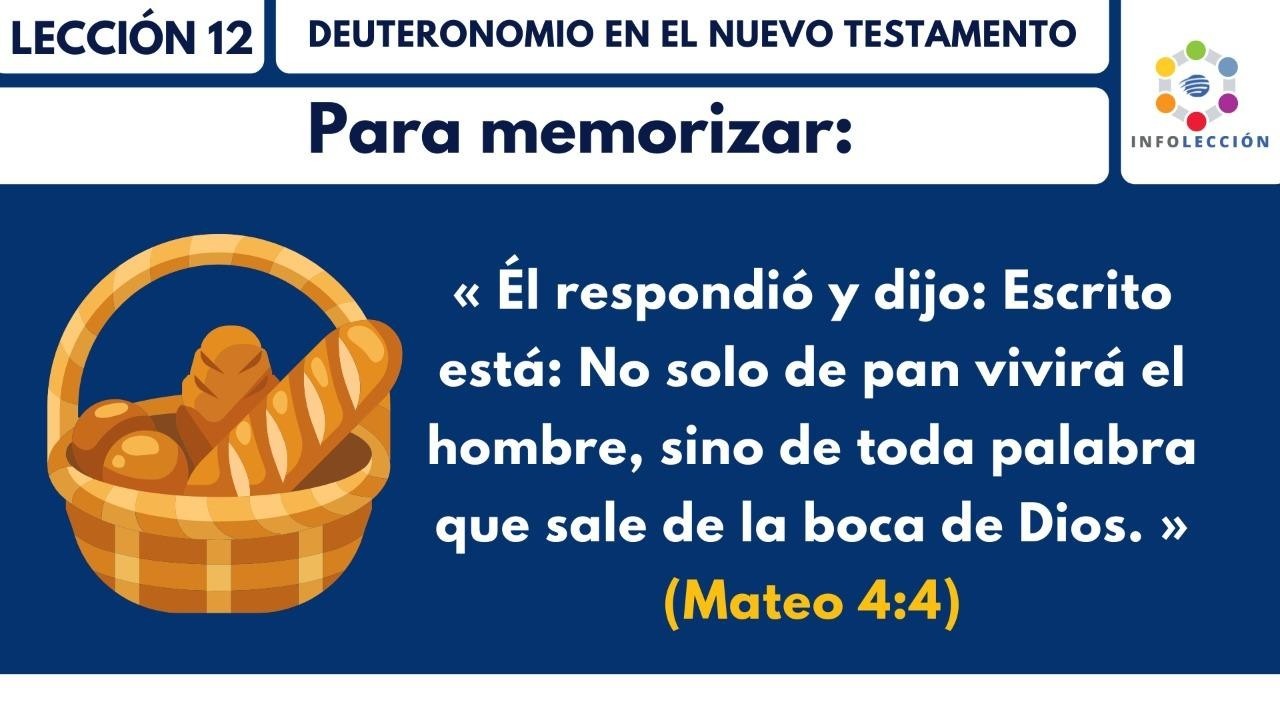 LECCIÓN 12
DEUTERONOMIO EN EL NUEVO TESTAMENTO
Para memorizar:
INFOLECCIÓN
« Él respondió y dijo: Escrito
está: No solo de pan vivirá el
hombre, sino de toda palabra
que sale de la boca de Dios. »
(Mateo 4:4)